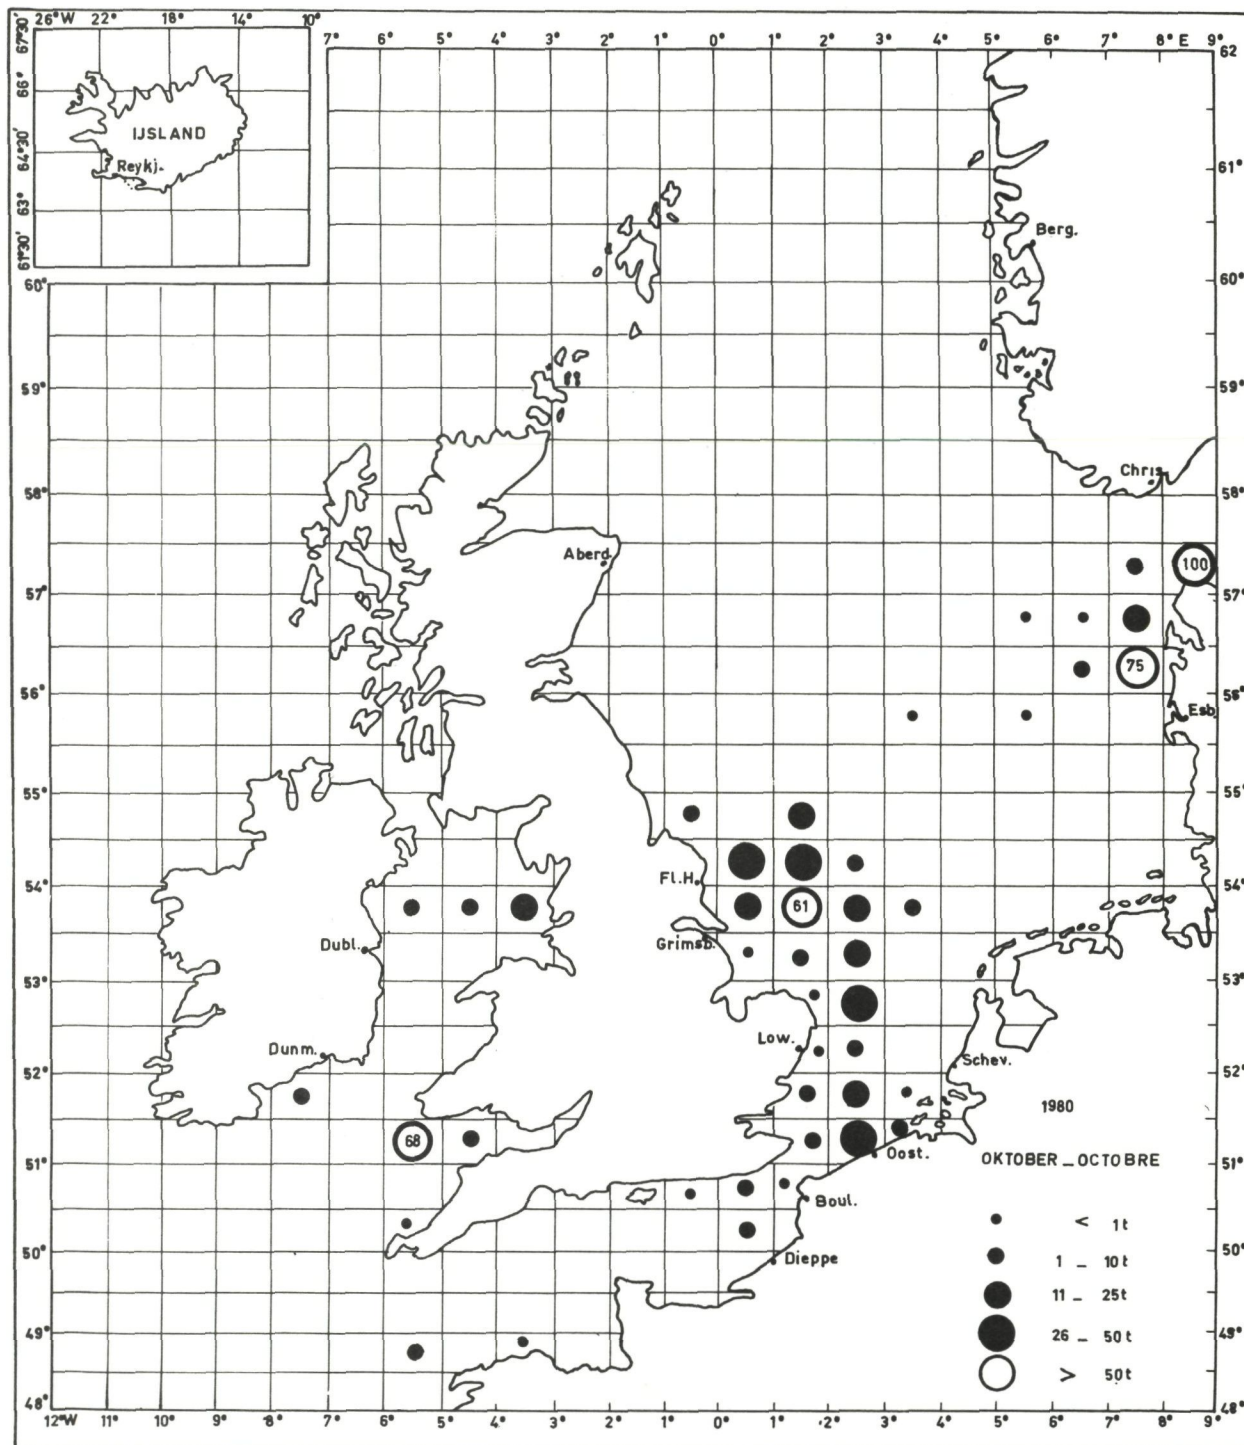 26°W 22° 18° 14° 10°
67°30'
66°
64°30'
63°
61°30'
IJSLAND
Reykj.
7° 6° 5° 4° 3° 2° 1° 0° 1° 2° 3° 4° 5° 6° 7° 8° E 9°
62
61°
60°
59°
58°
57°
56°
55°
54°
53°
52°
51°
50°
49°
48°
60°
59°
58°
57°
56°
55°
54°
53°
52°
51°
50°
49°
48°
Berg.
Chris
Aberd.
100
75
Esb
Fl.H.
61
Grimsb.
Dubl.
Low.
Dunm.
Schev.
68
Oost.
Boul.
Dieppe
1980
OKTOBER _ OCTOBRE
< 1t
1 _ 10t
11 _ 25t
26 _ 50t
> 50t
12°W 11° 10° 9° 8° 7° 6° 5° 4° 3° 2° 1° 0° 1° 2° 3° 4° 5° 6° 7° 8° 9°